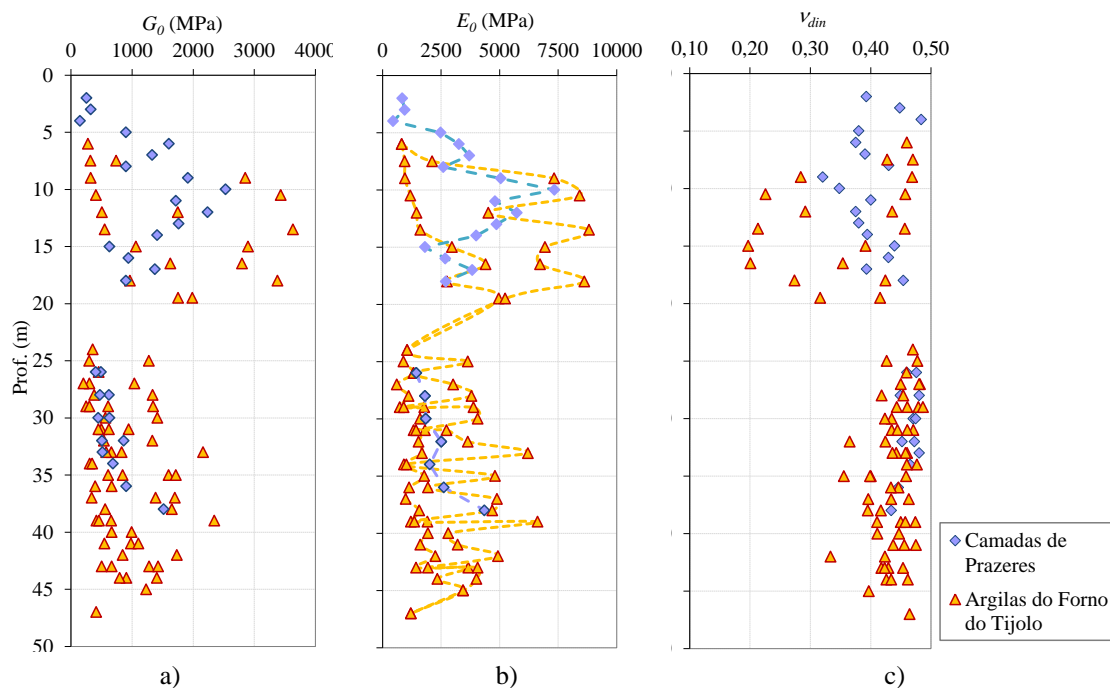 G0 (MPa)
0 1000 2000 3000 4000
E0 (MPa)
0 2500 5000 7500 10000
νdin
0,10 0,20 0,30 0,40 0,50
Prof. (m)
0
5
10
15
20
25
30
35
40
45
50
Camadas de
Prazeres
Argilas do Forno
do Tijolo
a)
b)
c)